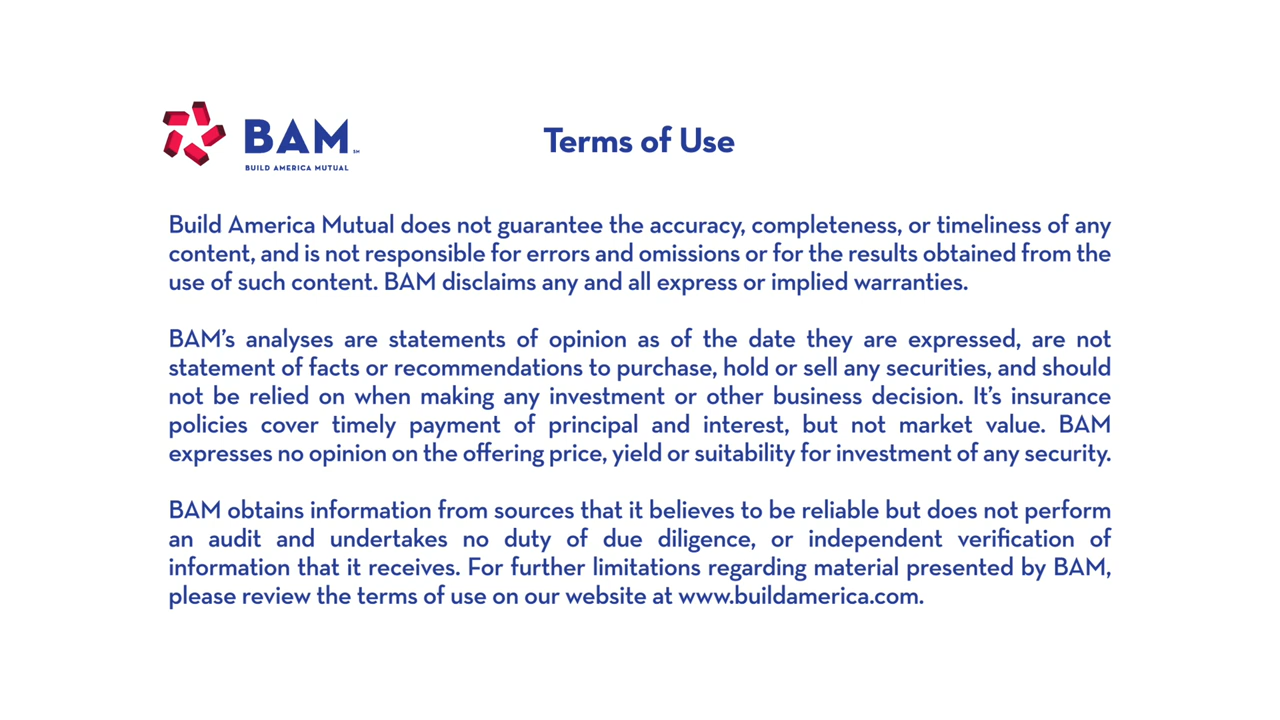 BAM
SM
BUILD AMERICA MUTUAL
Terms of Use
Build America Mutual does not guarantee the accuracy, completeness, or timeliness of any
content, and is not responsible for errors and omissions or for the results obtained from the
use of such content. BAM disclaims any and all express or implied warranties.
BAM’s analyses are statements of opinion as of the date they are expressed, are not
statement of facts or recommendations to purchase, hold or sell any securities, and should
not be relied on when making any investment or other business decision. It’s insurance
policies cover timely payment of principal and interest, but not market value. BAM
expresses no opinion on the offering price, yield or suitability for investment of any security.
BAM obtains information from sources that it believes to be reliable but does not perform
an audit and undertakes no duty of due diligence, or independent verification of
information that it receives. For further limitations regarding material presented by BAM,
please review the terms of use on our website at www.buildamerica.com.